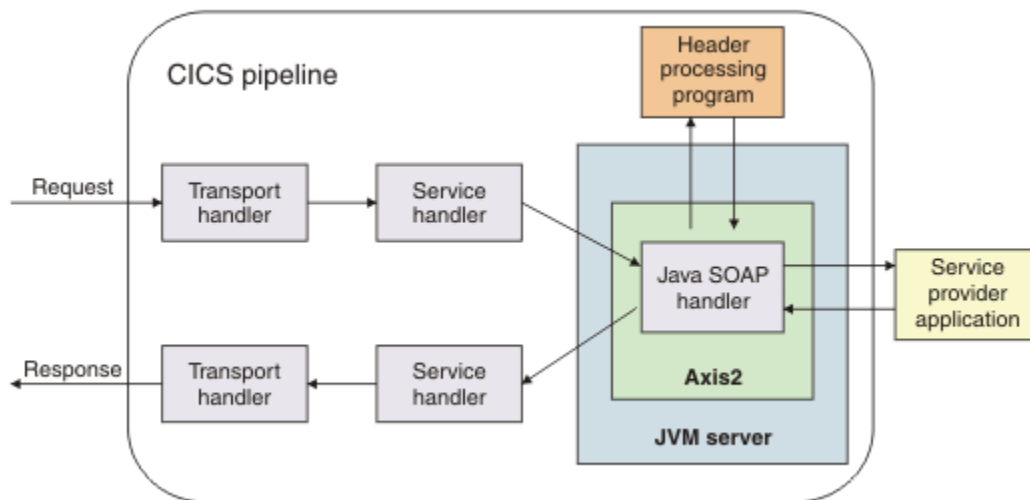 CICS pipeline
Header
processing
program
Request
Transport
handler
Service
handler
Java SOAP
handler
Service
provider
application
Response
Transport
handler
Service
handler
Axis2
JVM server